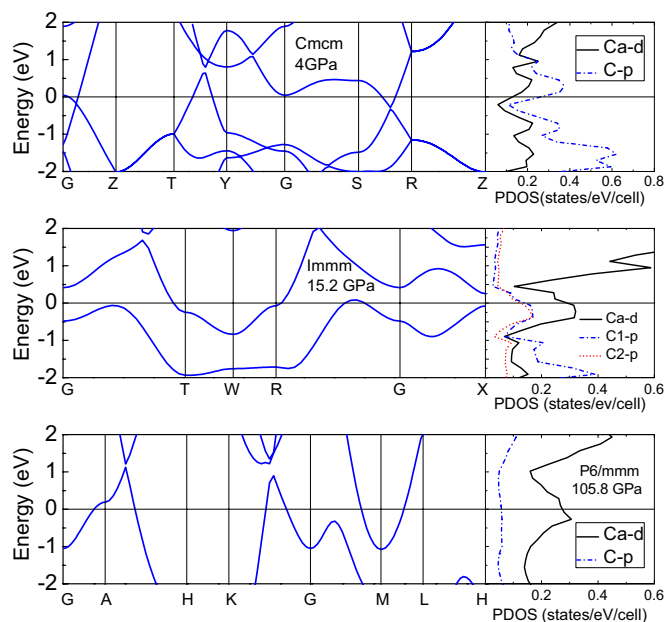 Energy (eV)
2
1
0
-1
-2
Cmcm
4GPa
G Z T Y G S R Z
Ca-d
C-p
0.2 0.4 0.6 0.8
PDOS(states/eV/cell)
Energy (eV)
2
1
0
-1
-2
Immm
15.2 GPa
G T W R G X
Ca-d
C1-p
C2-p
0.2 0.4 0.6
PDOS (states/ev/cell)
Energy (eV)
2
1
0
-1
-2
G A H K G M L H
P6/mmm
105.8 GPa
Ca-d
C-p
0.2 0.4 0.6 0.8
PDOS(states/eV/cell)